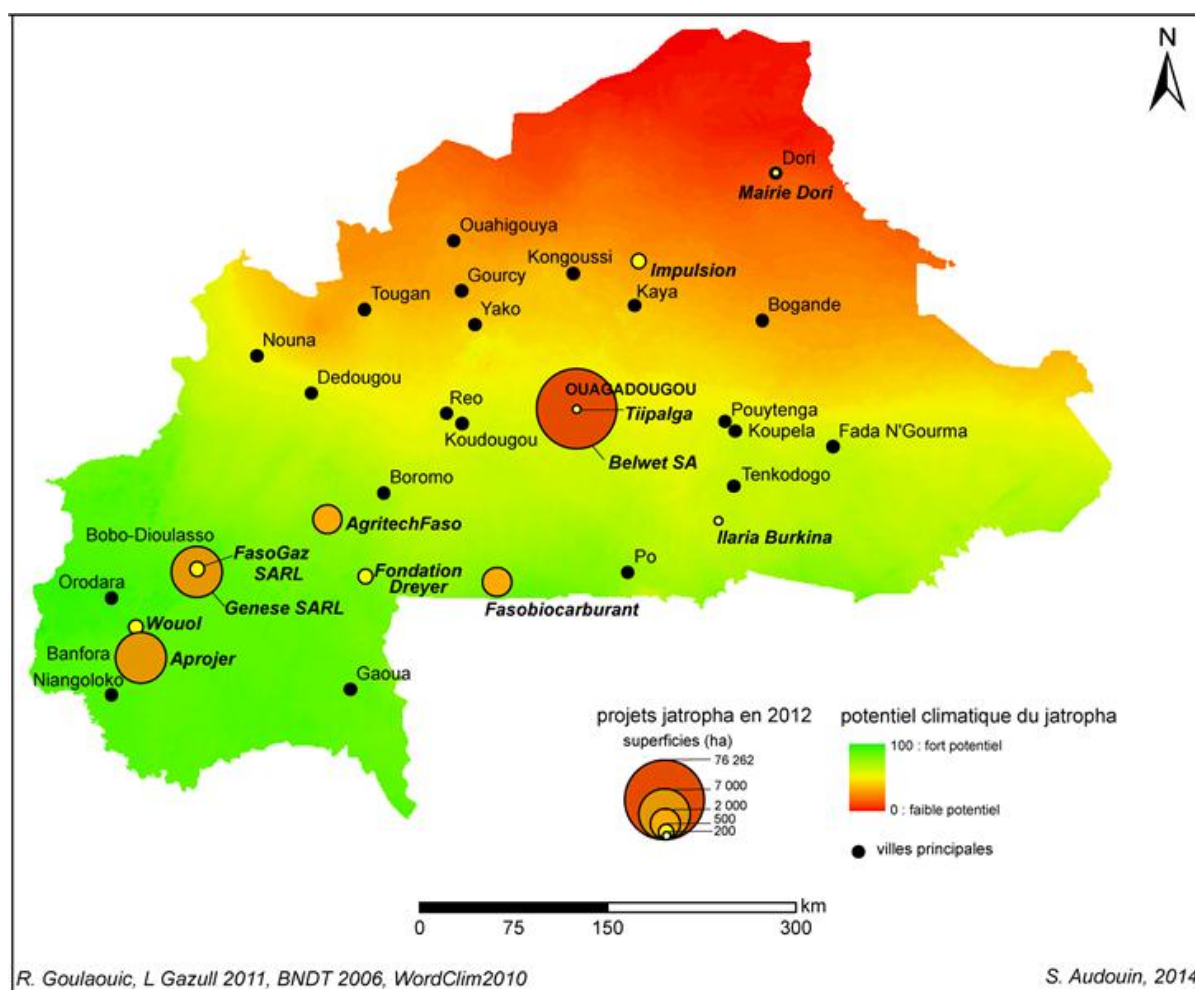 N
Dori
Mairie Dori
Ouahigouya
Kongoussi
Impulsion
Gourcy
Kaya
Tougan
Bogande
Yako
Nouna
Dedougou
OUAGADOUGOU
Reo
Tiipalga
Pouytenga
Koudougou
Koupela
Fada N'Gourma
Belwet SA
Boromo
Tenkodogo
AgritechFaso
Bobo-Dioulasso
Ilaria Burkina
FasoGaz
SARL
Po
Orodara
Fondation
Dreyer
Genese SARL
Fasobiocarburant
Wouol
Banfora
Aprojer
Niangoloko
Gaoua
projets jatropha en 2012
superficies (ha)
76 262
7 000
2 000
500
200
potentiel climatique du jatropha
100 : fort potentiel
0 : faible potentiel
villes principales
km
0 75 150 300
R. Goulaouic, L Gazull 2011, BNDT 2006, WordClim2010
S. Audouin, 2014